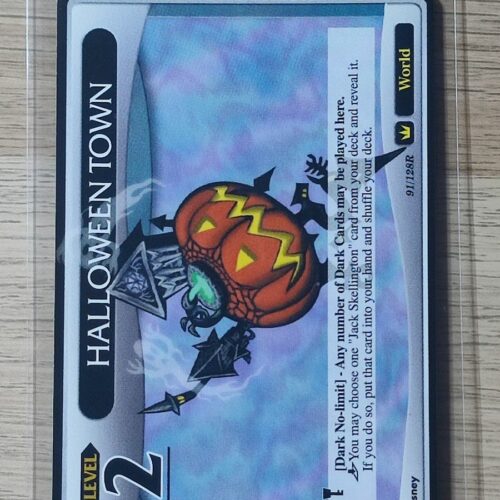 LEVEL
2
HALLOWEEN TOWN
[Dark No-limit] - Any number of Dark Cards may be played here.
You may choose one "Jack Skellington" card from your deck and reveal it.
If you do so, put that card into your hand and shuffle your deck.
sney
91/128R
World